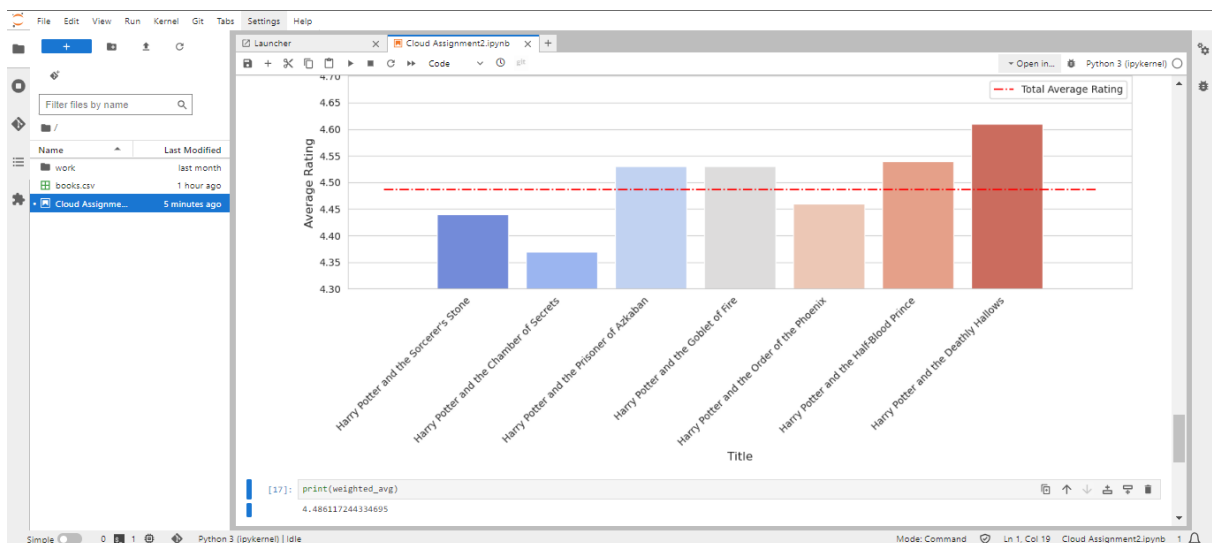 File Edit View Run Kernel Git Tabs Settings Help
+
Filter files by name
/
Name Last Modified
work last month
books.csv 1 hour ago
Cloud Assignme... 5 minutes ago
Launcher X Cloud Assignment2.ipynb X +
Code Open in... Python 3 (ipykernel)
4.70
4.65
4.60
4.55
4.50
4.45
4.40
4.35
4.30
Average Rating
Total Average Rating
Harry Potter and the Sorcerer's Stone
Harry Potter and the Chamber of Secrets
Harry Potter and the Prisoner of Azkaban
Harry Potter and the Goblet of Fire
Harry Potter and the Order of the Phoenix
Harry Potter and the Half-Blood Prince
Harry Potter and the Deathly Hallows
Title
[17]: print(weighted_avg)
4.486117244334695
Simple 0 1 Python 3 (ipykernel) | Idle Mode: Command Ln 1, Col 19 Cloud Assignment2.ipynb 1